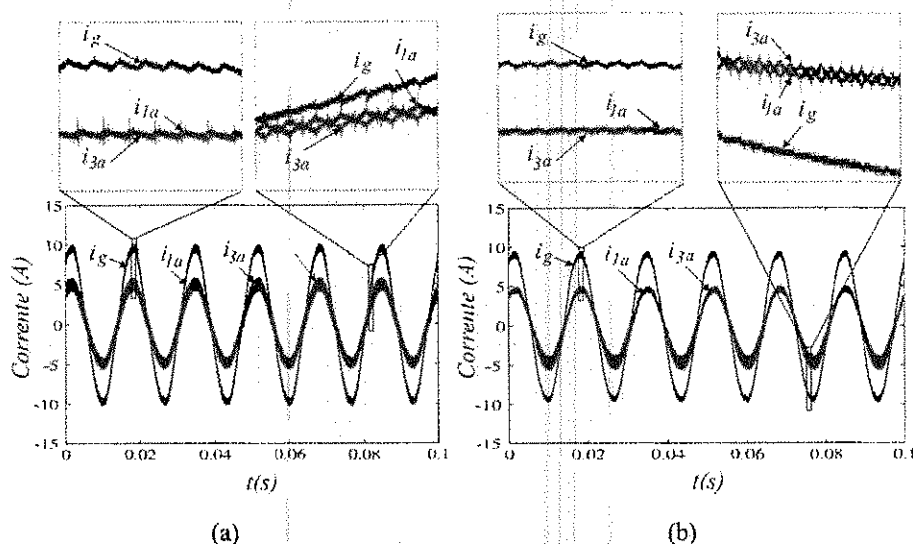 i_g
i_1a
i_3a
i_g
i_1a
i_3a
15
10
5
0
-5
-10
-15
Corrente (A)
i_g
i_1a
i_3a
0
0.02
0.04
0.06
0.08
0.1
t(s)
(a)
i_g
i_1a
i_3a
i_3a
i_1a
i_g
15
10
5
0
-5
-10
-15
Corrente (A)
i_g
i_1a
i_3a
0
0.02
0.04
0.06
0.08
0.1
t(s)
(b)